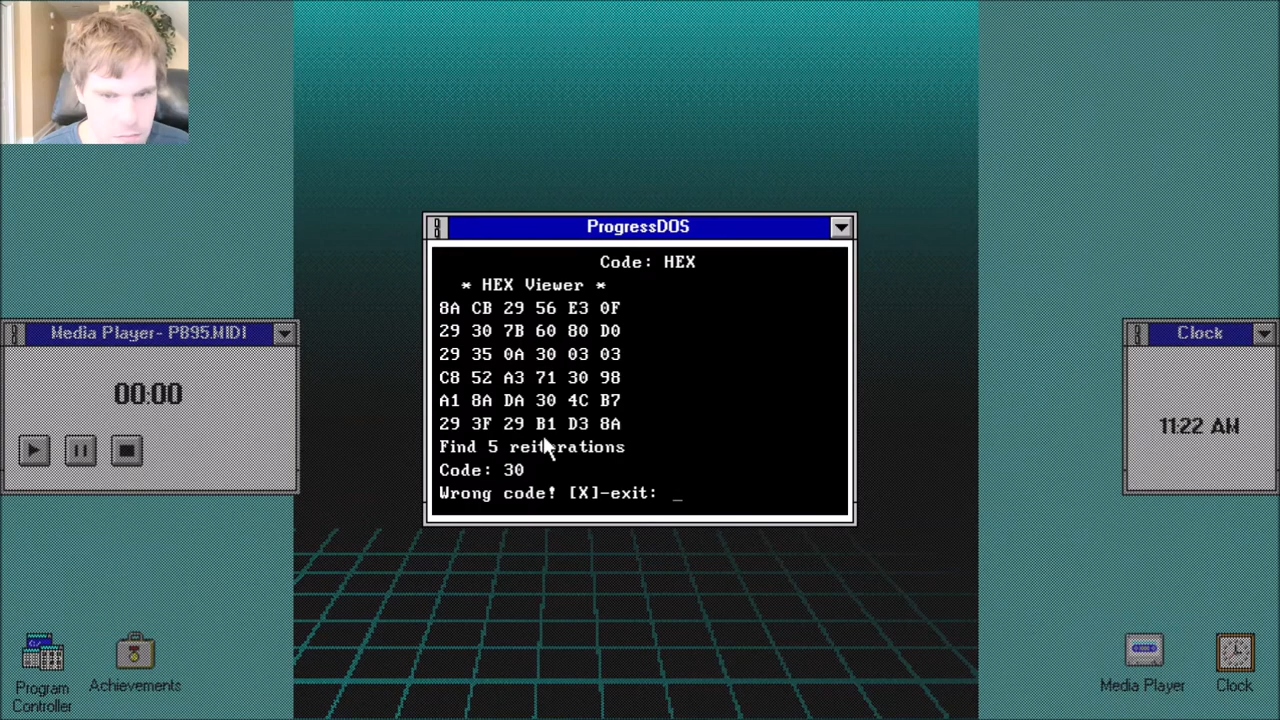 ProgressDOS
Code: HEX
* HEX Viewer *
8A CB 29 56 E3 0F
29 30 7B 60 80 D0
29 35 0A 30 03 03
C8 52 A3 71 30 98
A1 8A DA 30 4C B7
29 3F 29 B1 D3 8A
Find 5 reiterations
Code: 30
Wrong code! [X]-exit: _
Media Player- PB95.MIDI
00:00
Clock
11:22 AM
Program
Controller
Achievements
Media Player
Clock